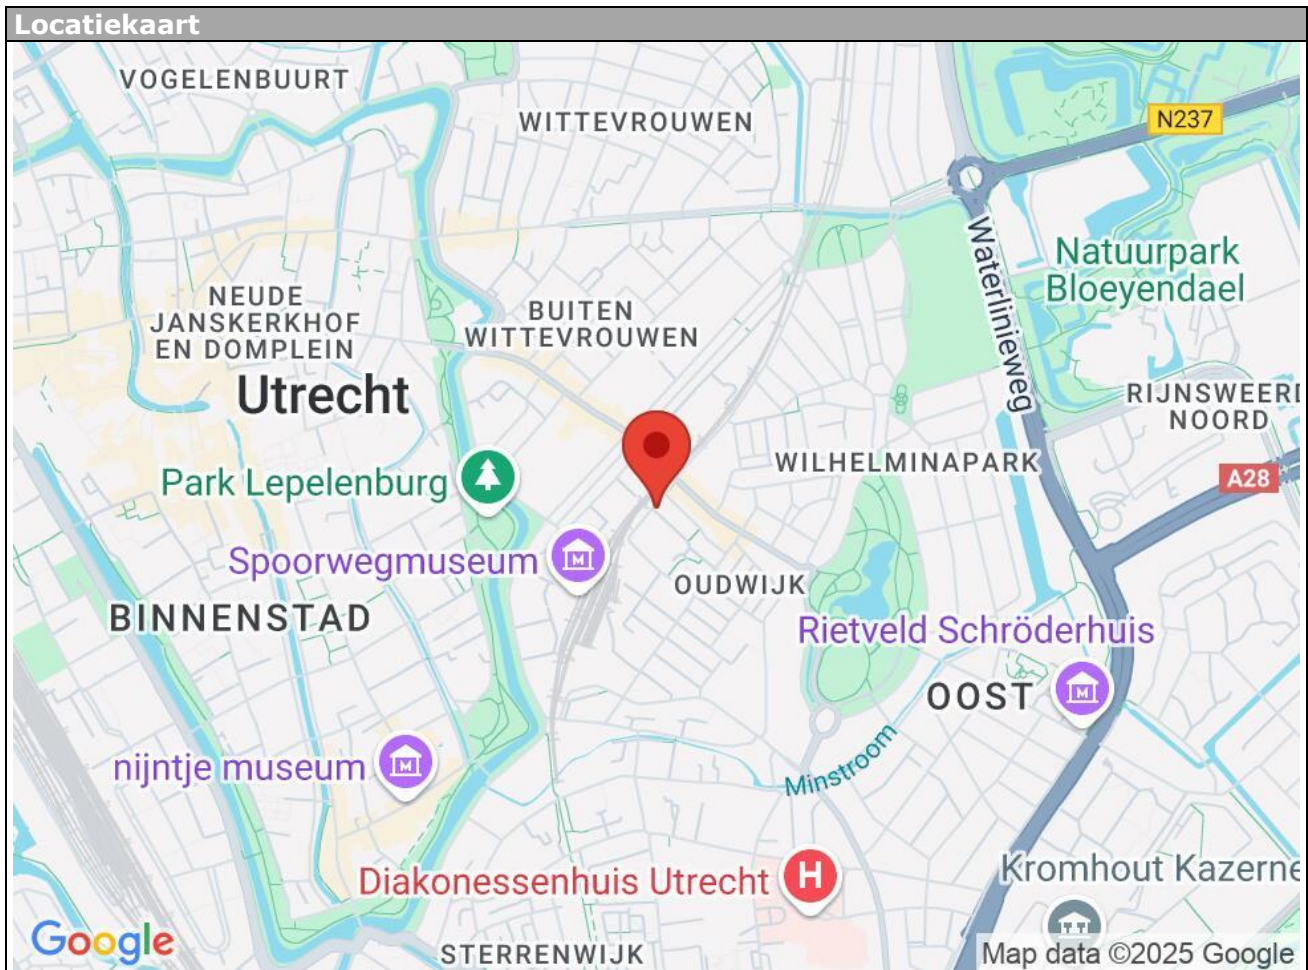 Locatiekaart
VOGELENBUURT
WITTEVROUWEN
N237
Waterlinieweg
Natuurpark
Bloeyendael
NEUDE
JANSKERKHOF
EN DOMPLEIN
BUITEN
WITTEVROUWEN
Utrecht
RIJNSWEERD
NOORD
Park Lepelenburg
WILHELMINAPARK
A28
Spoorwegmuseum
OUDWIJK
BINNENSTAD
Rietveld Schröderhuis
OOST
nijntje museum
Minstroom
Diakonessenhuis Utrecht
H
Kromhout Kazerne
Google
STERRENWIJK
Map data ©2025 Google